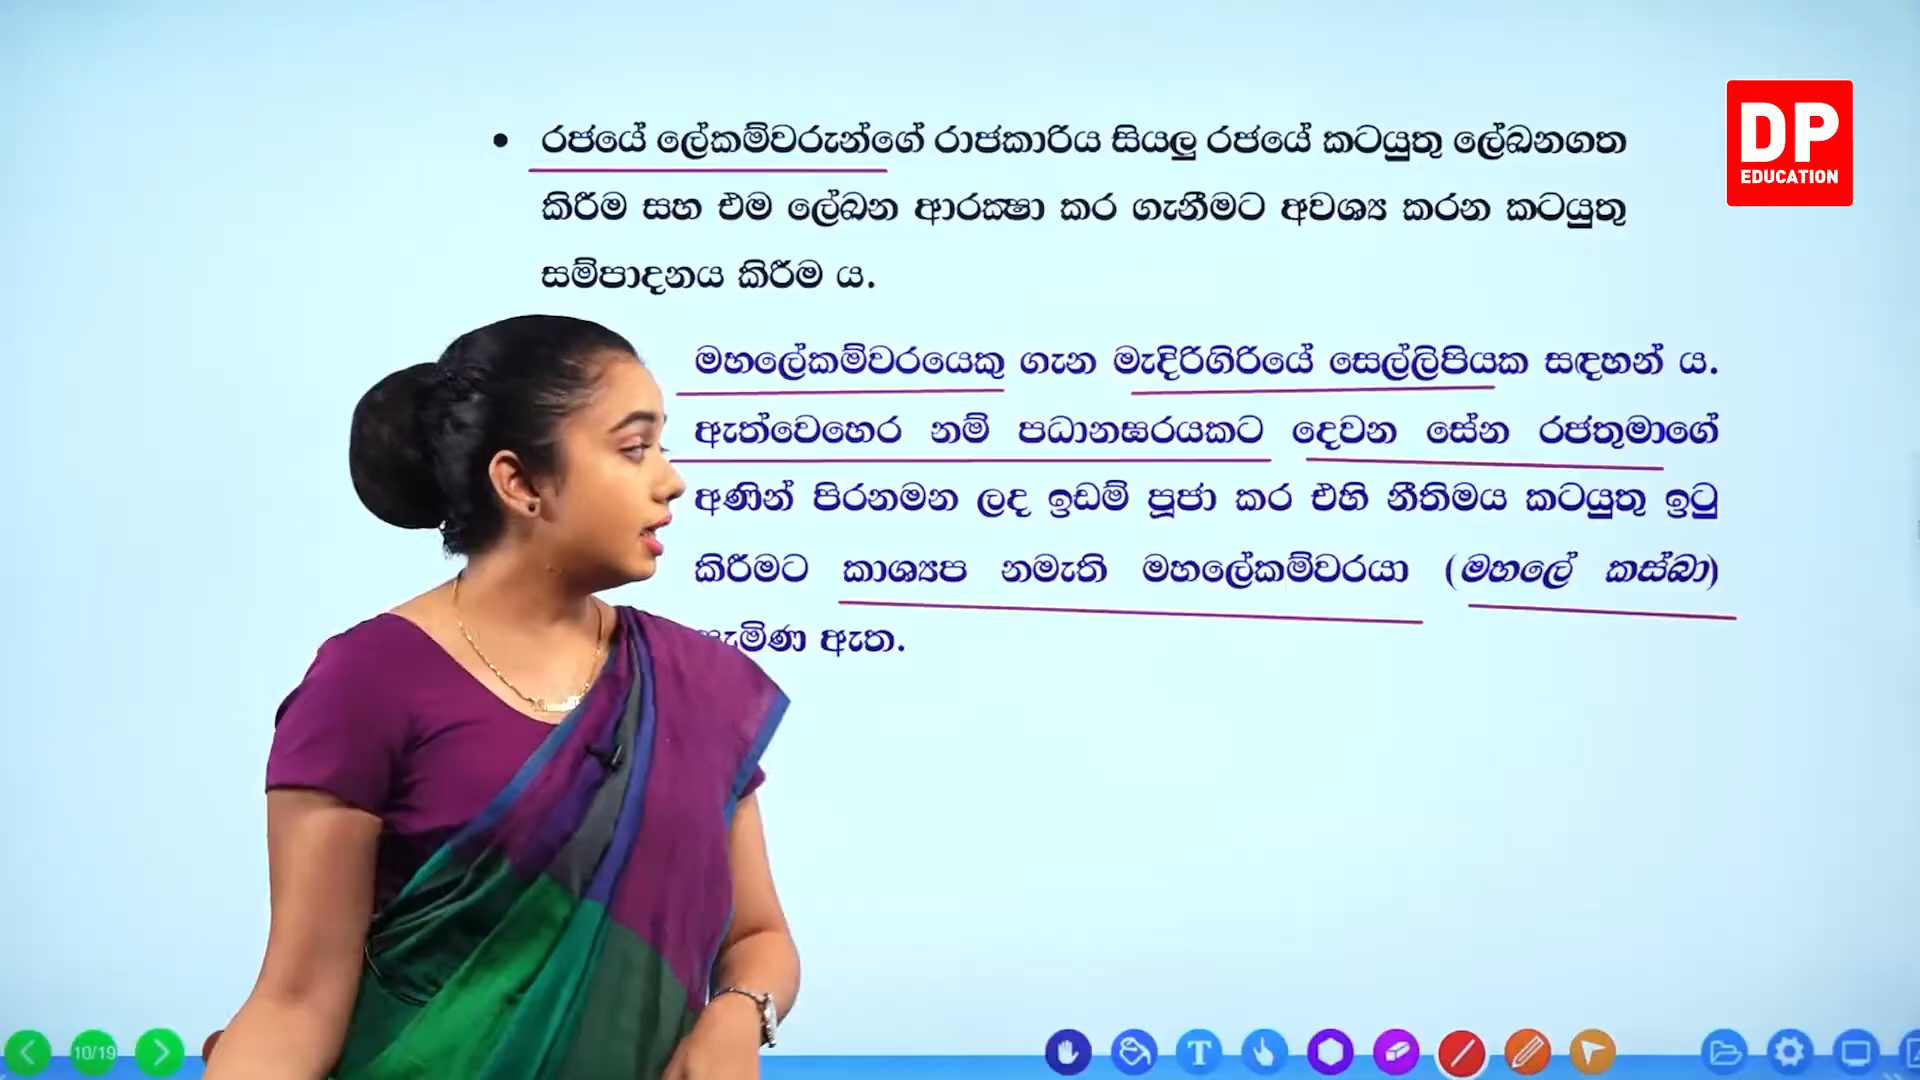 DP
EDUCATION
• රජයේ ලේකම්වරුන්ගේ රාජකාරිය සියලු රජයේ කටයුතු ලේඛනගත
කිරීම සහ එම ලේඛන ආරක්‍ෂා කර ගැනීමට අවශ්‍ය කරන කටයුතු
සම්පාදනය කිරීම ය.
මහලේකම්වරයෙකු ගැන මැදිරිගිරියේ සෙල්ලිපියක සඳහන් ය.
ඇත්වෙහෙර නම් පධානඝරයකට දෙවන සේන රජතුමාගේ
අණින් පිරනමන ලද ඉඩම් පූජා කර එහි නීතිමය කටයුතු ඉටු
කිරීමට කාශ්‍යප නමැති මහලේකම්වරයා (මහලේ කස්බා)
ඇත.
10/19
T